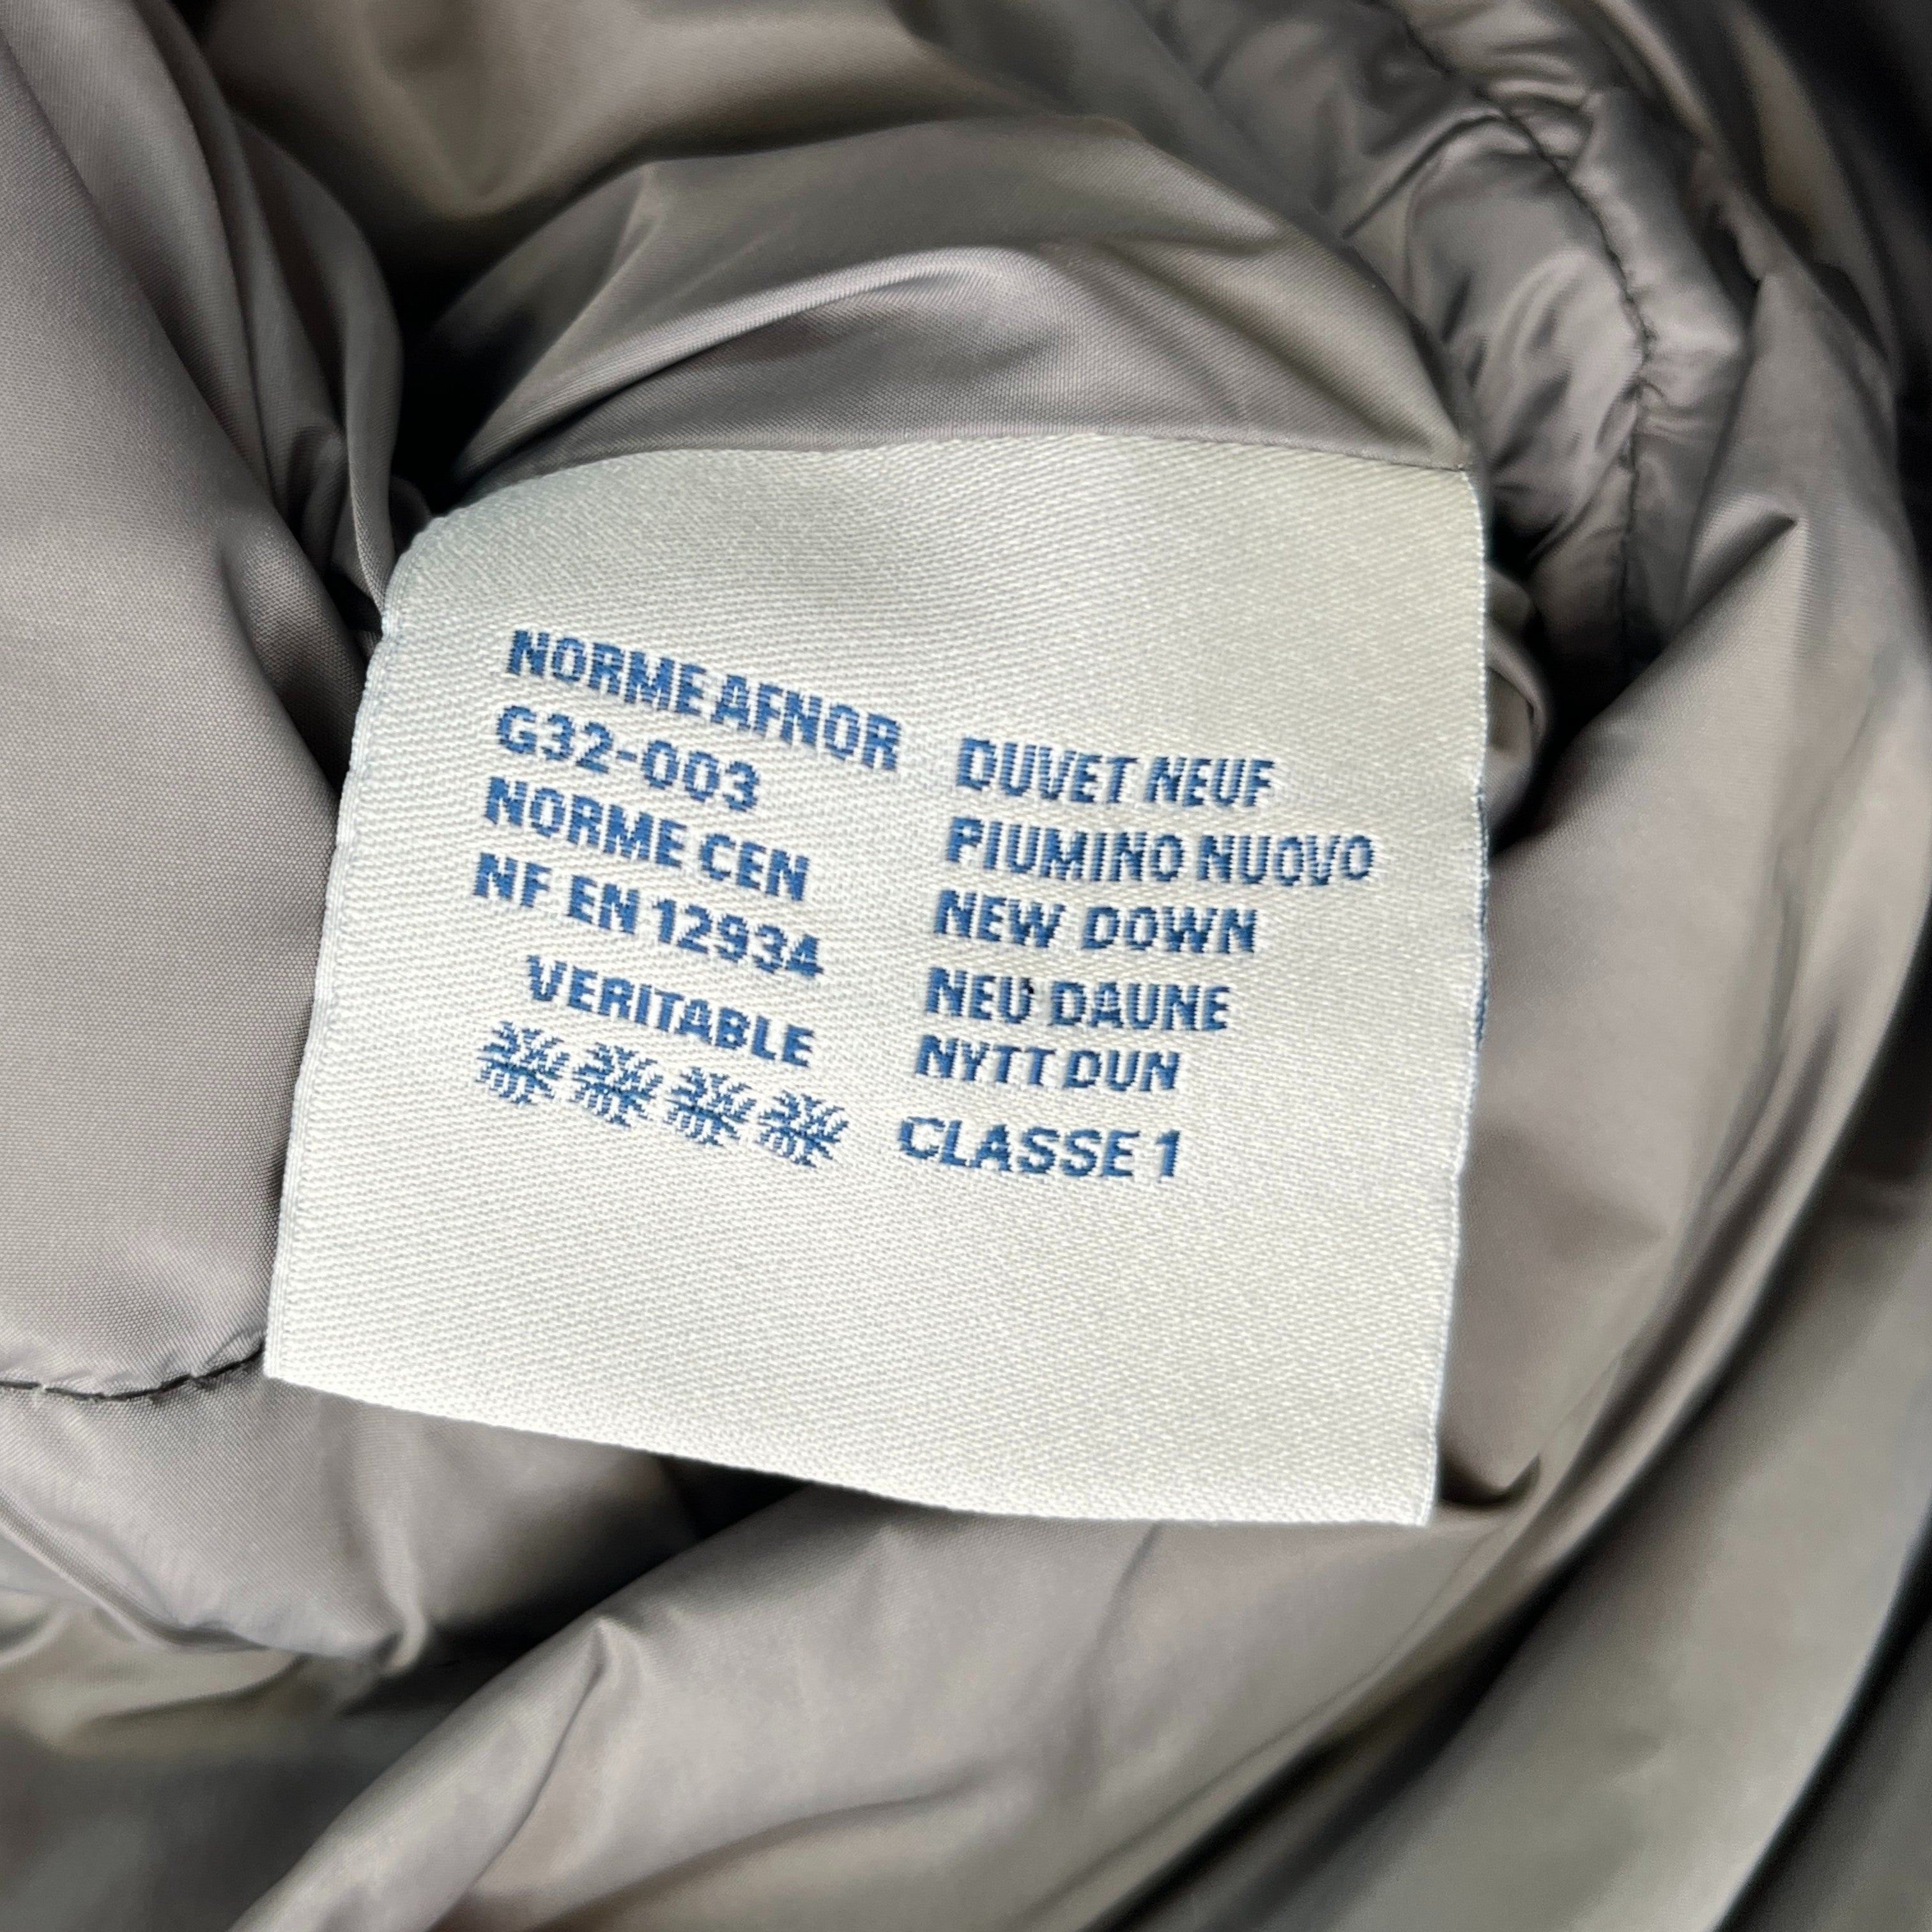 NORME AFNOR
G32-003
NORME CEN
NF EN 12934
VERITABLE
DUVET NEUF
PIUMINO NUOVO
NEW DOWN
NEU DAUNE
NYTT DUN
CLASSE 1